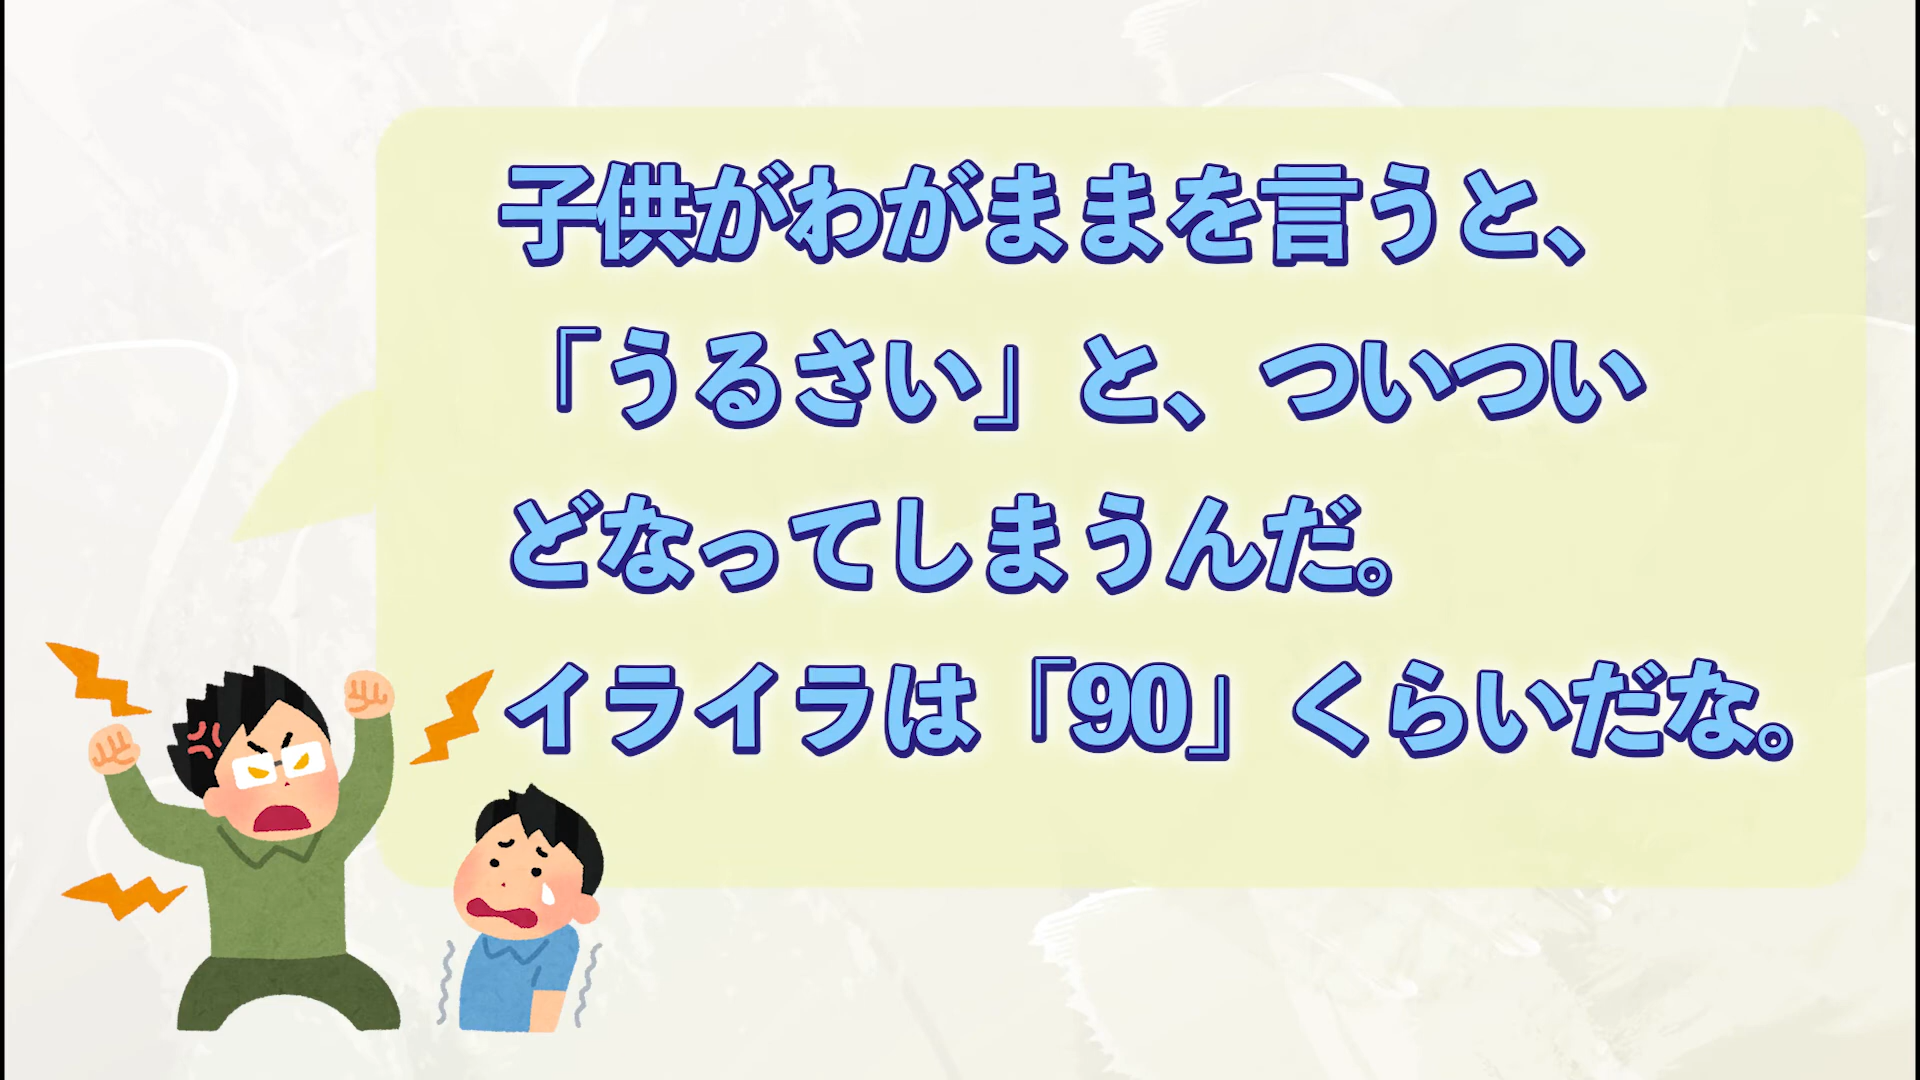 子供がわがままを言うと、
「うるさい」と、ついつい
どなってしまうんだ。
イライラは「90」くらいだな。